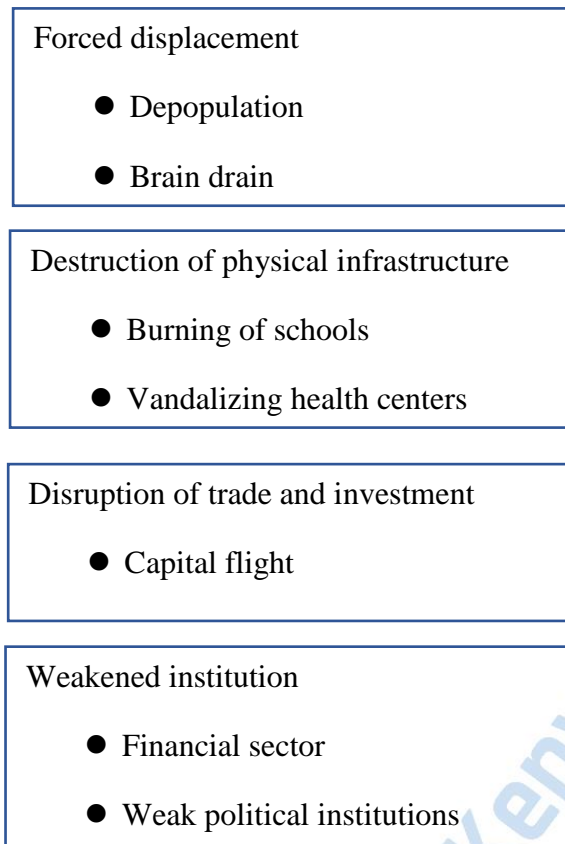 Forced displacement
● Depopulation
● Brain drain
Destruction of physical infrastructure
● Burning of schools
● Vandalizing health centers
Disruption of trade and investment
● Capital flight
Weakened institution
● Financial sector
● Weak political institutions